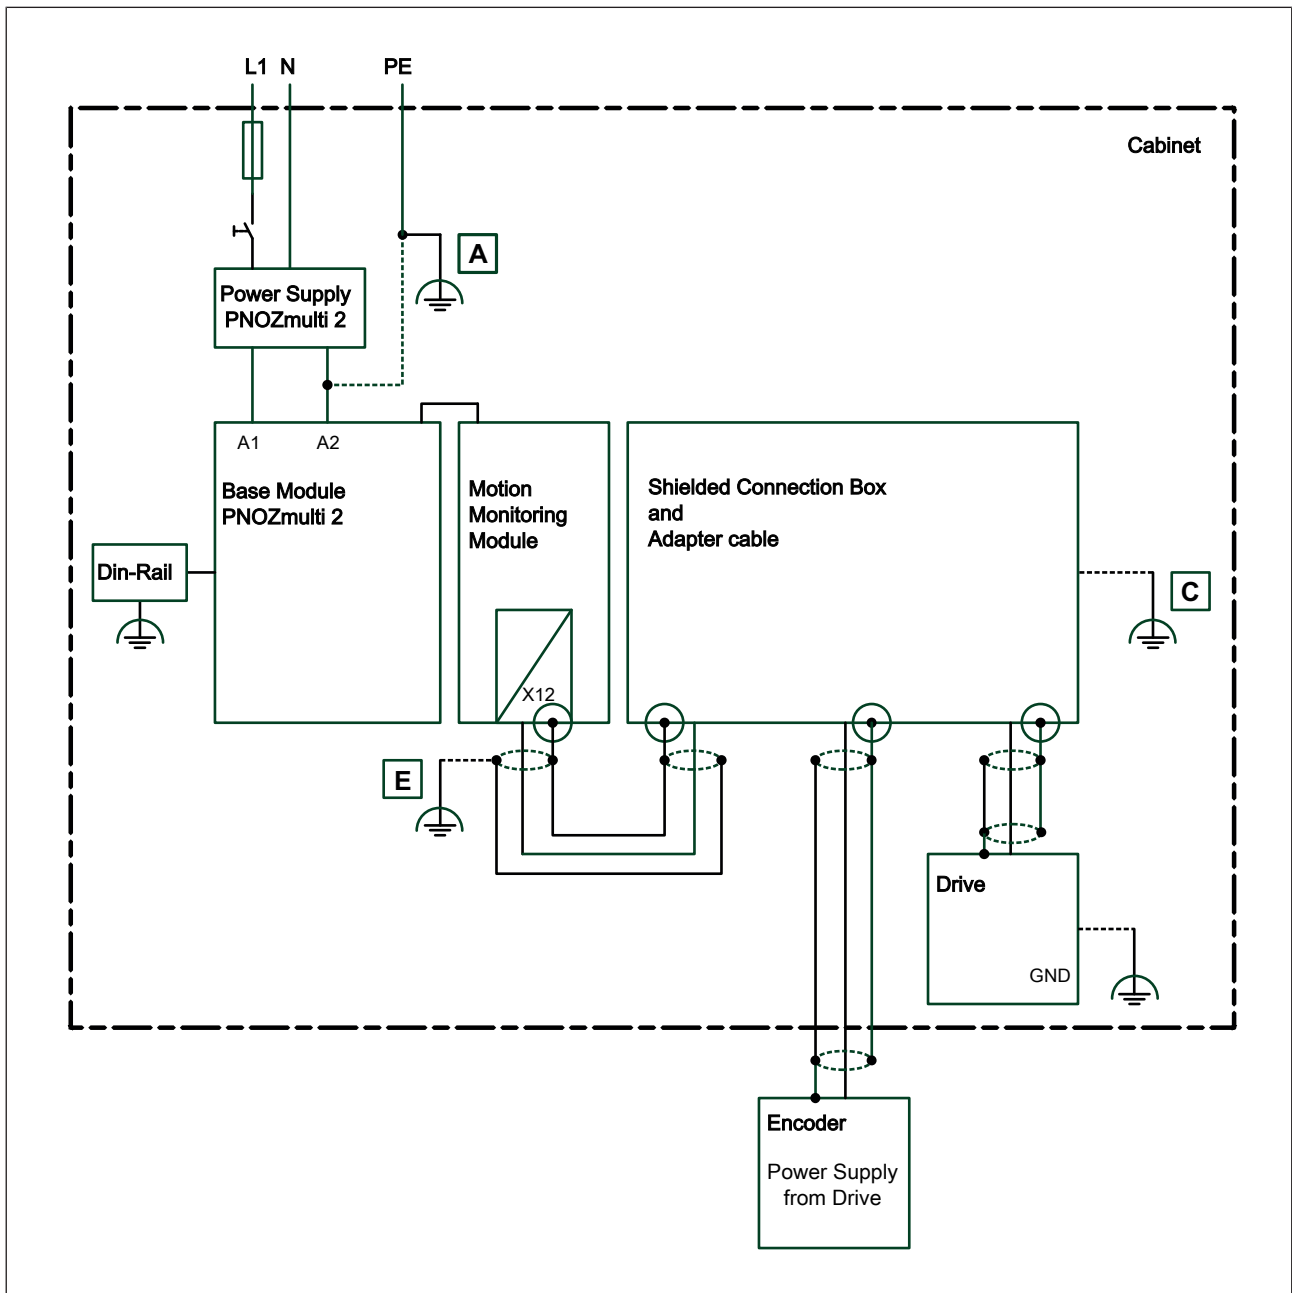 L1 N PE
Cabinet
A
Power Supply
PNOZmulti 2
A1 A2
Base Module
PNOZmulti 2
Motion
Monitoring
Module
Shielded Connection Box
and
Adapter cable
Din-Rail
C
X12
E
Drive
GND
Encoder
Power Supply
from Drive